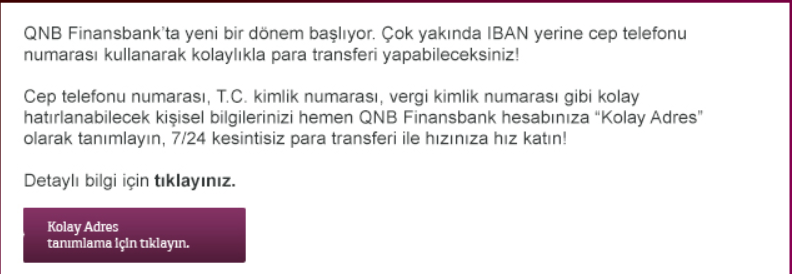 QNB Finansbank'ta yeni bir dönem başlıyor. Çok yakında IBAN yerine cep telefonu
numarası kullanarak kolaylıkla para transferi yapabileceksiniz!
Cep telefonu numarası, T.C. kimlik numarası, vergi kimlik numarası gibi kolay
hatırlanabilecek kişisel bilgilerinizi hemen QNB Finansbank hesabınıza “Kolay Adres”
olarak tanımlayın, 7/24 kesintisiz para transferi ile hızınıza hız katın!
Detaylı bilgi için tıklayınız.
Kolay Adres
tanımlama için tıklayın.